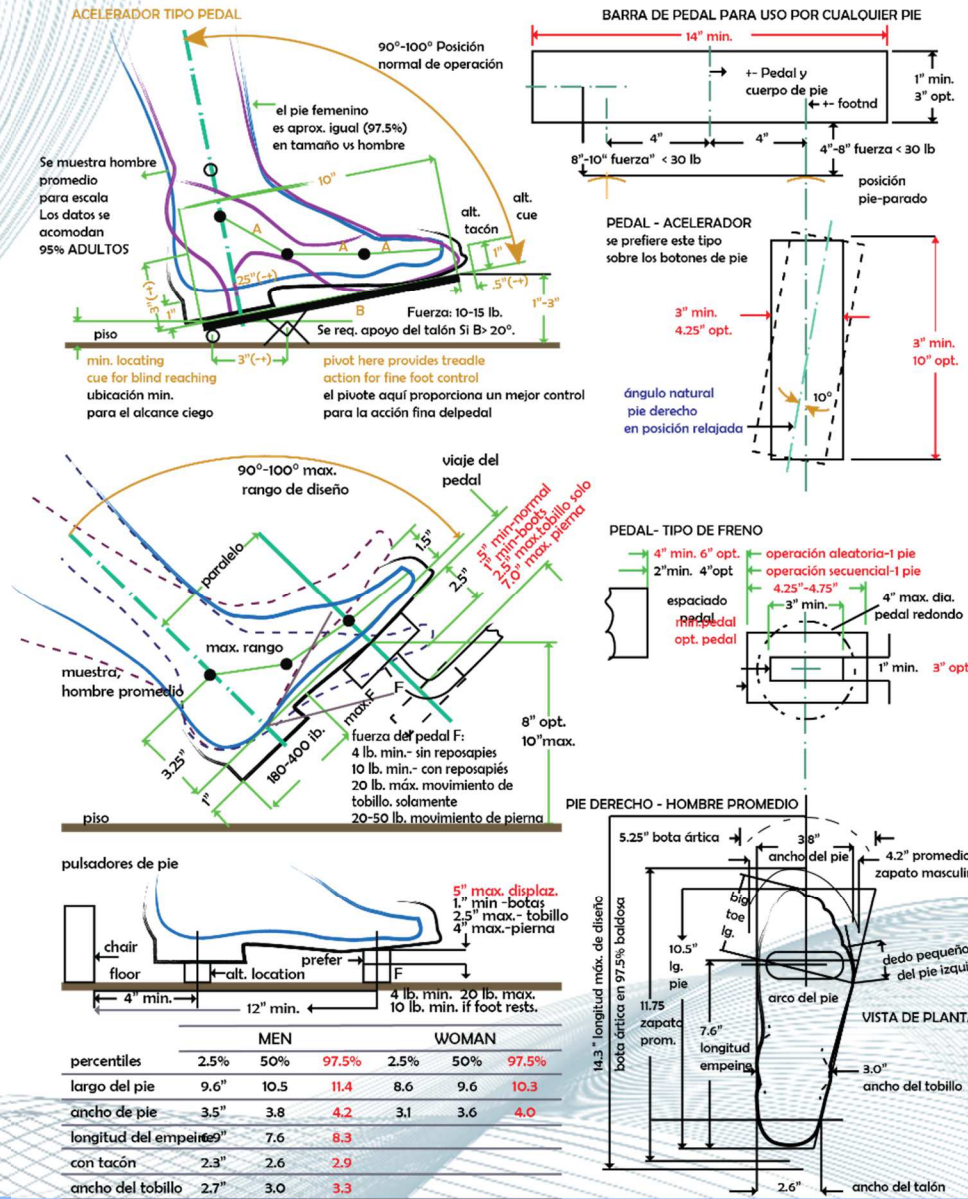 ACELERADOR TIPO PEDAL
90°-100° Posición
normal de operación
el pie femenino
es aprox. igual (97.5%)
en tamaño vs hombre
Se muestra hombre
promedio
para escala
Los datos se
acomodan
95% ADULTOS
10"
alt.
cue
alt.
tacón
A
A
A
1"
.5"(-+)
.25"(-+)
3"(-+)
1"
B
1"-3"
Fuerza: 10-15 lb.
Se req. apoyo del talón Si B> 20°.
piso
3"(-+)
min. locating
cue for blind reaching
ubicación min.
para el alcance ciego
pivot here provides treadle
action for fine foot control
el pivote aquí proporciona un mejor control
para la acción fina delpedal
BARRA DE PEDAL PARA USO POR CUALQUIER PIE
14" min.
+- Pedal y
cuerpo de pie
+- footnd
1" min.
3" opt.
4"
4"
8"-10" fuerza" < 30 lb
4"-8" fuerza < 30 lb
posición
pie-parado
PEDAL - ACELERADOR
se prefiere este tipo
sobre los botones de pie
3" min.
4.25" opt.
3" min.
10" opt.
ángulo natural
pie derecho
en posición relajada
10°
90°-100° max.
rango de diseño
viaje del
pedal
paralelo
1.5"
2.5"
5" min-normal
1" min-boots
2.5" max.tobillo solo
7.0" max. pierna
max. rango
muestra,
hombre promedio
max.F
F
180-400 ib.
3.25"
1"
8" opt.
10"max.
fuerza del pedal F:
4 lb. min.- sin reposapies
10 lb. min.- con reposapiés
20 lb. máx. movimiento de
tobillo. solamente
20-50 lb. movimiento de pierna
piso
PEDAL- TIPO DE FRENO
4" min. 6" opt.
operación aleatoria-1 pie
2"min. 4"opt
operación secuencial-1 pie
4.25"-4.75"
espaciado
pedal
min.pedal
opt. pedal
3" min.
4" max. dia.
pedal redondo
1" min. 3" opt
pulsadores de pie
5" max. displaz.
1." min -botas
2.5" max.- tobillo
4" max.-pierna
chair
floor
alt. location
prefer
F
4" min.
12" min.
4 lb. min. 20 lb. max.
10 lb. min. if foot rests.
MEN WOMAN
percentiles 2.5% 50% 97.5% 2.5% 50% 97.5%
largo del pie 9.6" 10.5 11.4 8.6 9.6 10.3
ancho de pie 3.5" 3.8 4.2 3.1 3.6 4.0
longitud del empeine 6.9" 7.6 8.3
con tacón 2.3" 2.6 2.9
ancho del tobillo 2.7" 3.0 3.3
PIE DERECHO - HOMBRE PROMEDIO
5.25" bota ártica
3.8"
ancho del pie
4.2" promedio
zapato masculin
big
toe
lg.
10.5"
lg.
pie
dedo pequeño
del pie izqui
arco del pie
14.3 " longitud máx. de diseño
bota ártica en 97.5% baldosa
11.75
zapato
prom.
7.6"
longitud
empeine
VISTA DE PLANTA
3.0"
ancho del tobillo
2.6"
ancho del talón